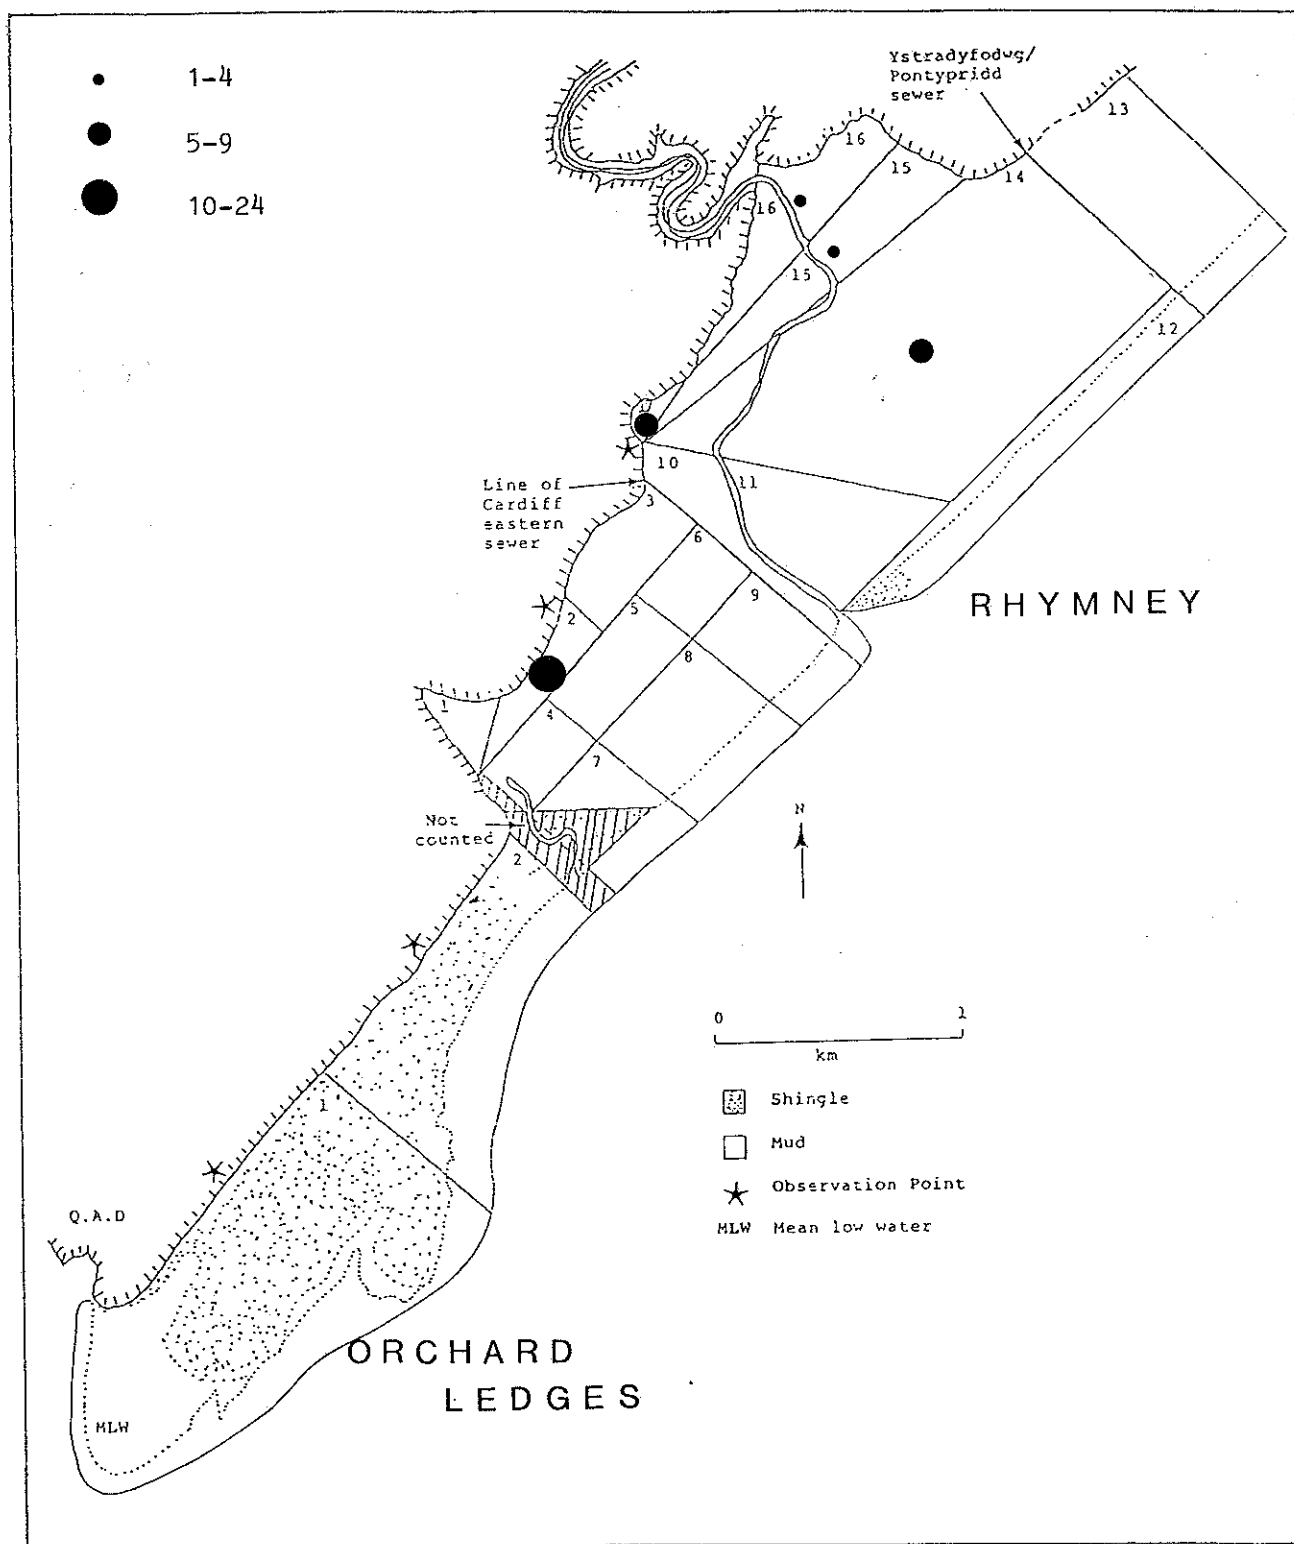 1-4
5-9
10-24
Ystradyfodwg/
Pontypridd
sewer
13
16
15
14
16
15
12
10
11
Line of
Cardiff
eastern
sewer
3
6
9
RHYMNEY
2
5
8
1
4
7
Not
counted
2
N
0 1
km
1
Shingle
Mud
Observation Point
MLW Mean low water
Q.A.D
ORCHARD
LEDGES
MLW